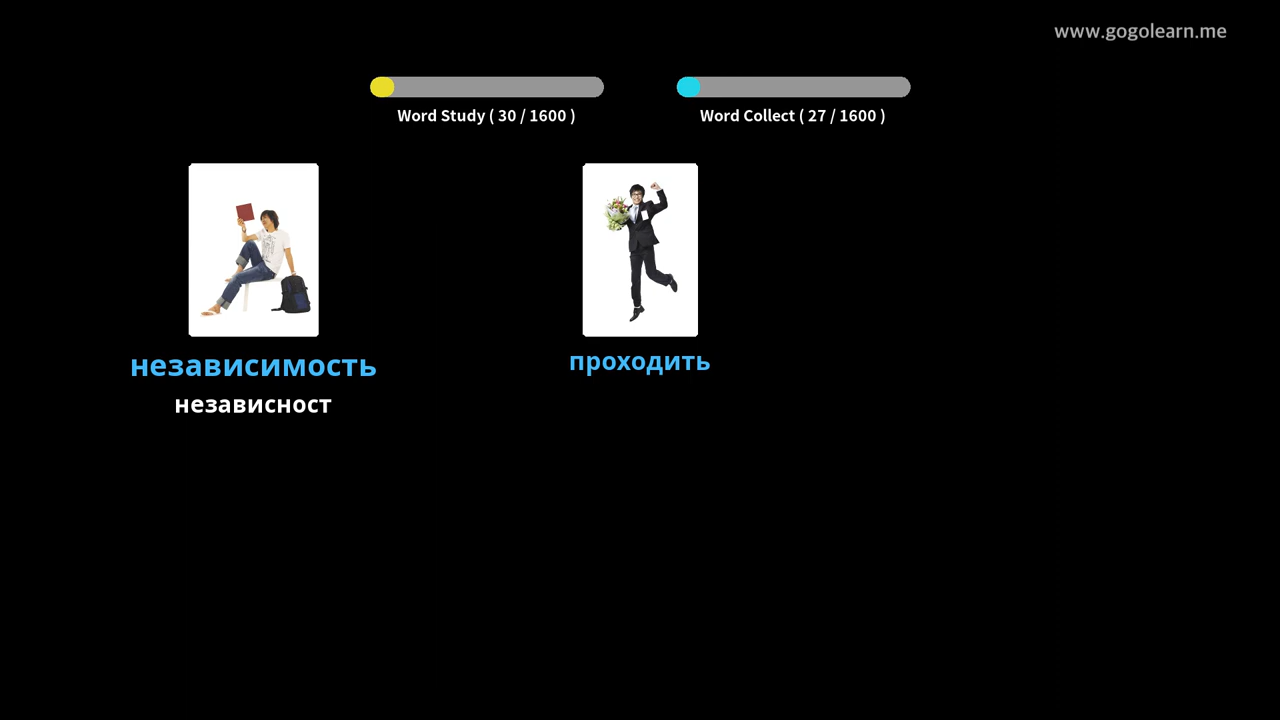 www.gogolearn.me
Word Study ( 30 / 1600 )
Word Collect ( 27 / 1600 )
независимость
независност
проходить